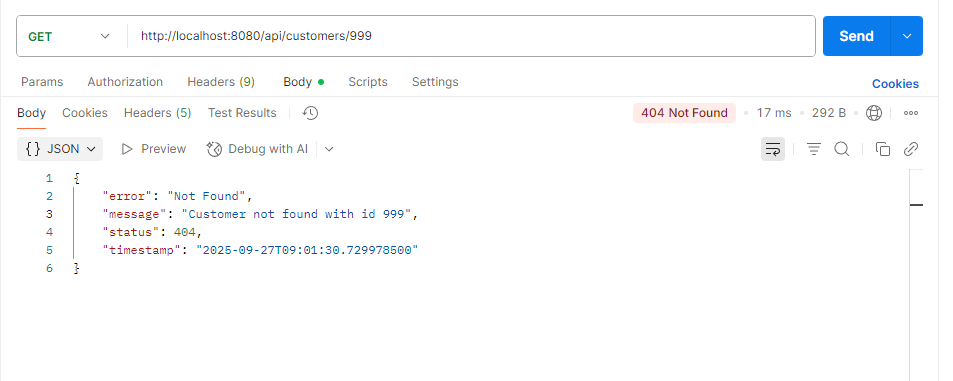 GET http://localhost:8080/api/customers/999 Send
Params Authorization Headers (9) Body Scripts Settings Cookies
Body Cookies Headers (5) Test Results 404 Not Found 17 ms 292 B
{} JSON Preview Debug with AI
1 {
2 "error": "Not Found",
3 "message": "Customer not found with id 999",
4 "status": 404,
5 "timestamp": "2025-09-27T09:01:30.729978500"
6 }